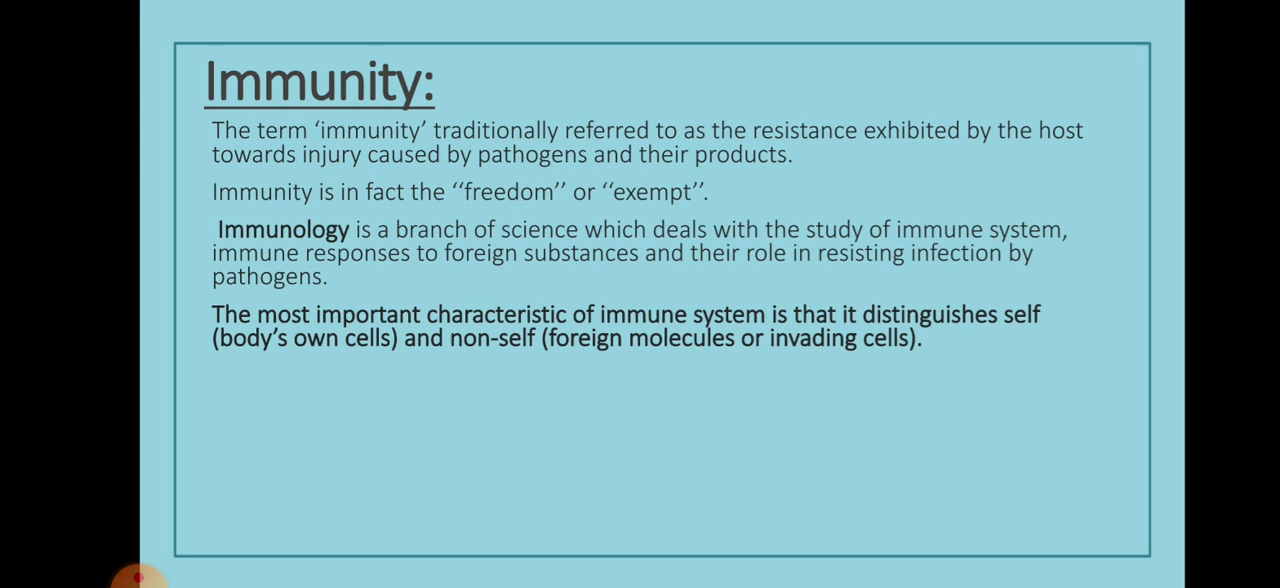 Immunity:
The term ‘immunity’ traditionally referred to as the resistance exhibited by the host
towards injury caused by pathogens and their products.
Immunity is in fact the ‘‘freedom’’ or ‘‘exempt’’.
Immunology is a branch of science which deals with the study of immune system,
immune responses to foreign substances and their role in resisting infection by
pathogens.
The most important characteristic of immune system is that it distinguishes self
(body’s own cells) and non-self (foreign molecules or invading cells).